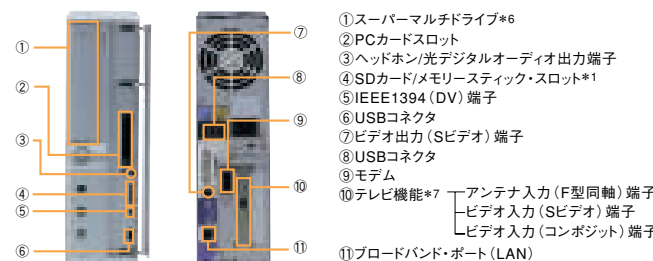 ①スーパーマルチドライブ*6
②PCカードスロット
③ヘッドホン/光デジタルオーディオ出力端子
④SDカード/メモリースティック・スロット*1
⑤IEEE1394(DV)端子
⑥USBコネクタ
⑦ビデオ出力(Sビデオ)端子
⑧USBコネクタ
⑨モデム
⑩テレビ機能*7 アンテナ入力(F型同軸)端子
ビデオ入力(Sビデオ)端子
ビデオ入力(コンポジット)端子
⑪ブロードバンド・ポート(LAN)
①
②
③
④
⑤
⑥
⑦
⑧
⑨
⑩
⑪